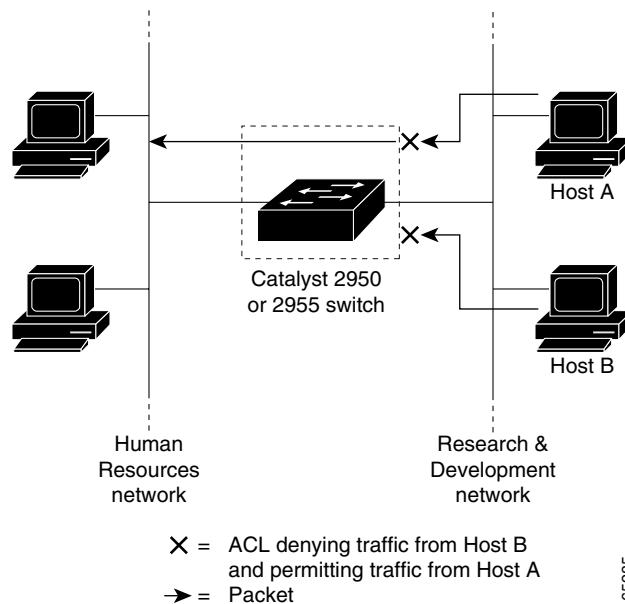 Host A
Catalyst 2950
or 2955 switch
Host B
Human
Resources
network
Research &
Development
network
X = ACL denying traffic from Host B
and permitting traffic from Host A
→ = Packet